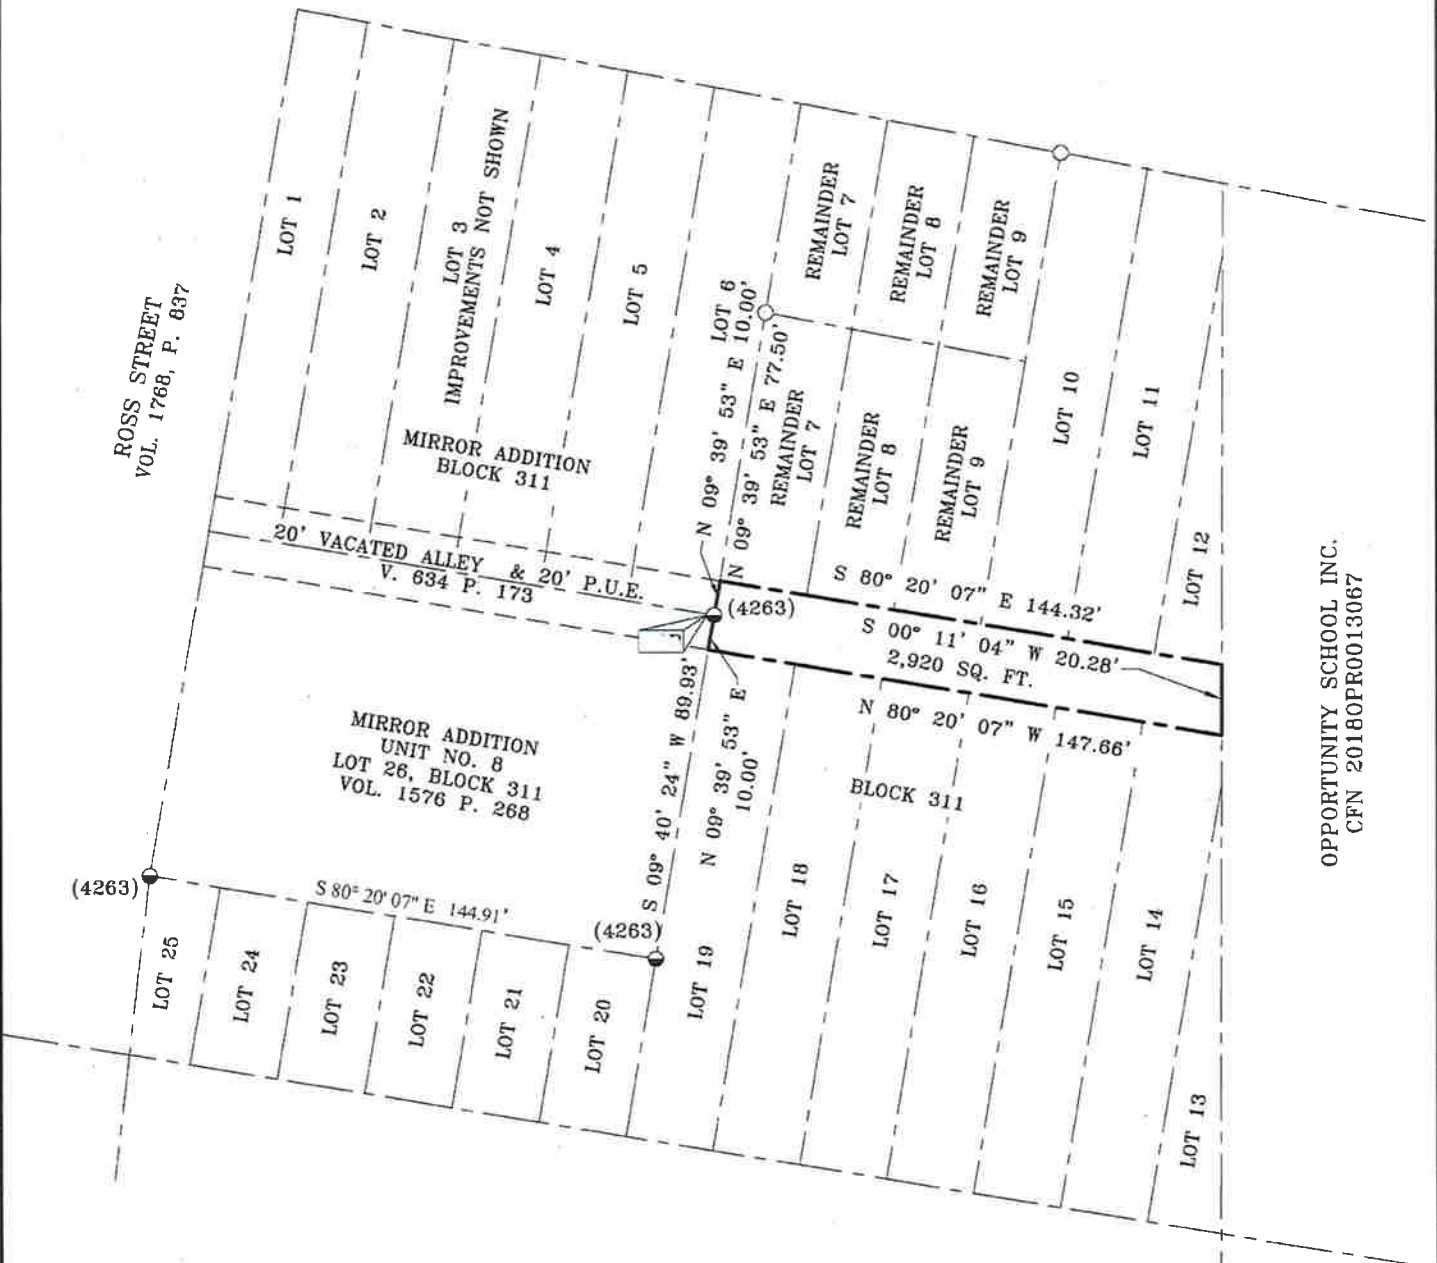 LOT 1
LOT 2
LOT 3
IMPROVEMENTS NOT SHOWN
LOT 4
LOT 5
LOT 6
REMAINDER
LOT 7
REMAINDER
LOT 8
REMAINDER
LOT 9
ROSS STREET
VOL. 1768, P. 837
N 09° 39' 53" E 10.00'
N 09° 39' 53" E 77.50'
REMAINDER
LOT 7
REMAINDER
LOT 8
REMAINDER
LOT 9
LOT 10
LOT 11
LOT 12
MIRROR ADDITION
BLOCK 311
20' VACATED ALLEY & 20' P.U.E.
V. 634 P. 173
(4263)
S 80° 20' 07" E 144.32'
S 00° 11' 04" W 20.28'
2,920 SQ. FT.
N 80° 20' 07" W 147.66'
OPPORTUNITY SCHOOL INC.
CFN 20180PR0013067
MIRROR ADDITION
UNIT NO. 8
LOT 26, BLOCK 311
VOL. 1576 P. 268
S 09° 40' 24" W 89.93'
N 09° 39' 53" E
10.00'
BLOCK 311
(4263)
S 80° 20' 07" E 144.91'
(4263)
LOT 25
LOT 24
LOT 23
LOT 22
LOT 21
LOT 20
LOT 19
LOT 18
LOT 17
LOT 16
LOT 15
LOT 14
LOT 13